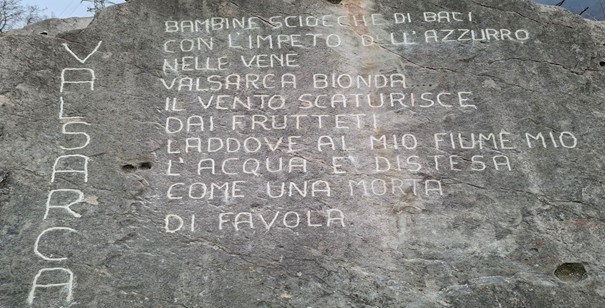 VALSARCA
BAMBINE SCIOCCHE DI BACI
CON L'IMPETO DELL'AZZURRO
NELLE VENE
VALSARCA BIONDA...
IL VENTO SCATURISCE
DAI FRUTTETI
LADDOVE AL MIO FIUME MIO
L'ACQUA E' DISTESA
COME UNA MORTA
DI FAVOLA